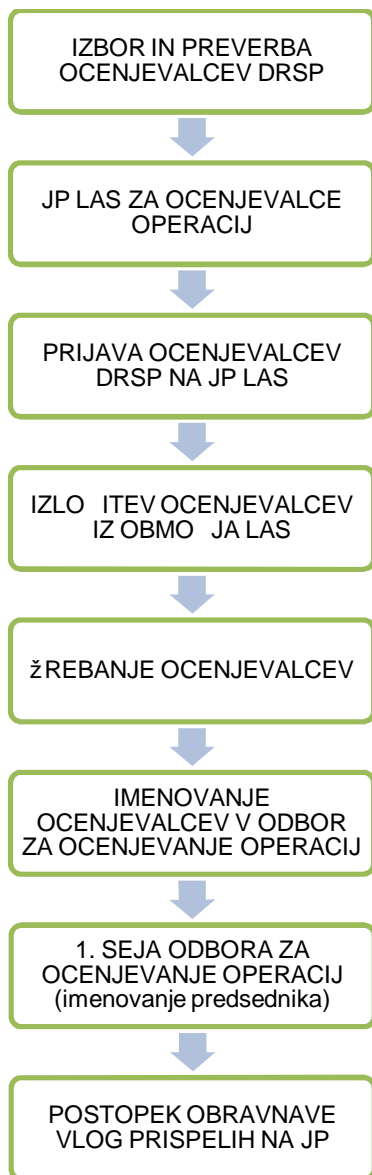 IZBOR IN PREVERBA
OCENJEVALCEV DRSP
JP LAS ZA OCENJEVALCE
OPERACIJ
PRIJAVA OCENJEVALCEV
DRSP NA JP LAS
IZLO ITEV OCENJEVALCEV
IZ OBMO JA LAS
žREBANJE OCENJEVALCEV
IMENOVANJE
OCENJEVALCEV V ODBOR
ZA OCENJEVANJE OPERACIJ
1. SEJA ODBORA ZA
OCENJEVANJE OPERACIJ
(imenovanje predsednika)
POSTOPEK OBRAVNAVE
VLOG PRISPELIH NA JP